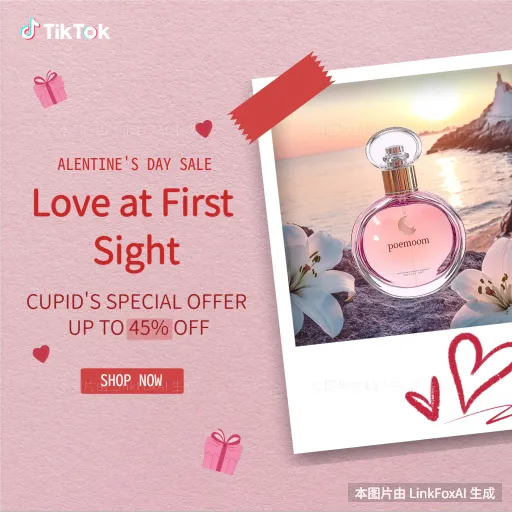 TikTok
ALENTINE'S DAY SALE
Love at First
Sight
CUPID'S SPECIAL OFFER
UP TO 45% OFF
SHOP NOW
poemoom
本图片由 LinkFoxAI 生成